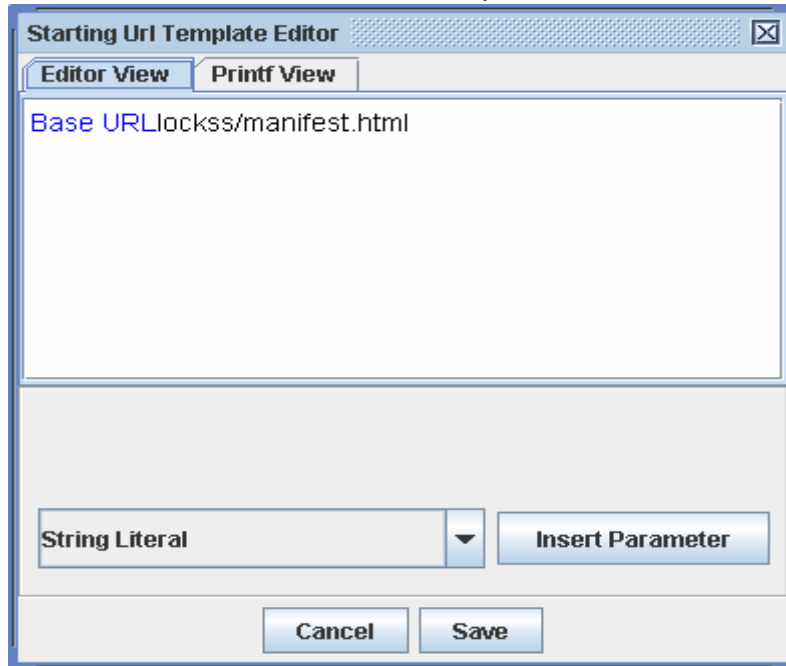 Starting Url Template Editor
Editor View Printf View
Base URLlockss/manifest.html
String Literal Insert Parameter
Cancel Save